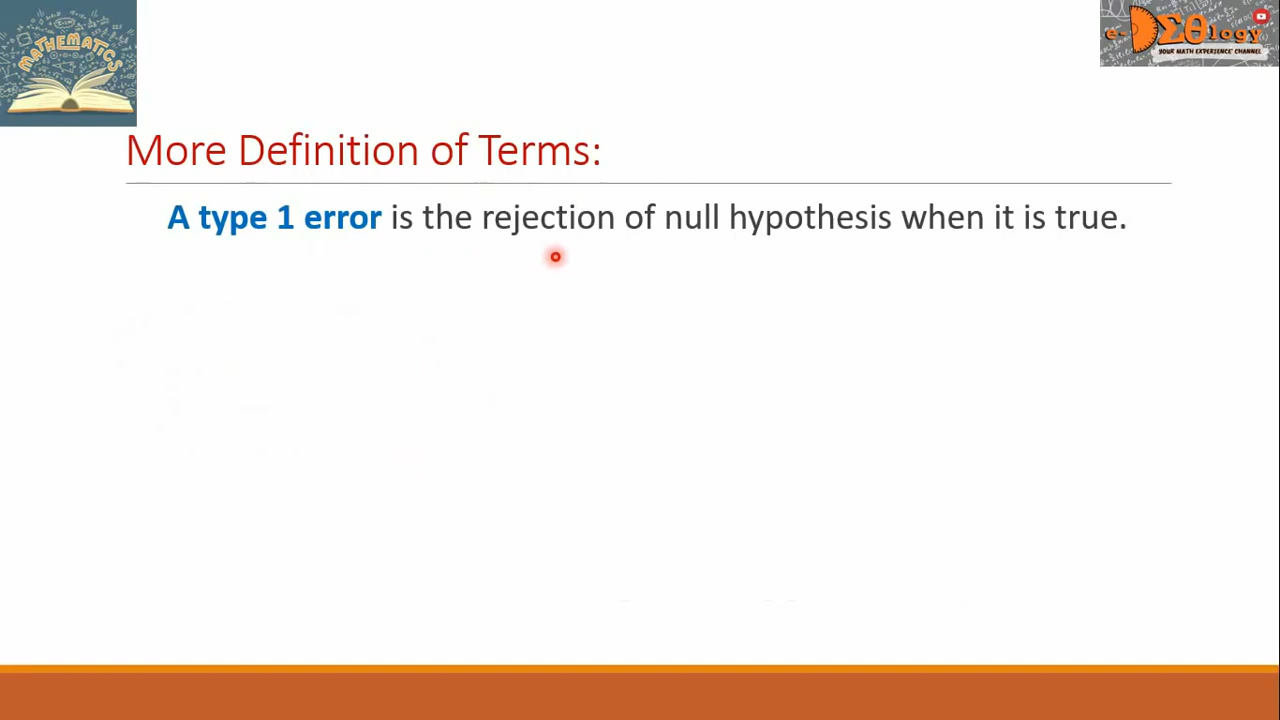 MATHEMATICS
e-DΣθlogy
YOUR MATH EXPERIENCE CHANNEL
More Definition of Terms:
A type 1 error is the rejection of null hypothesis when it is true.